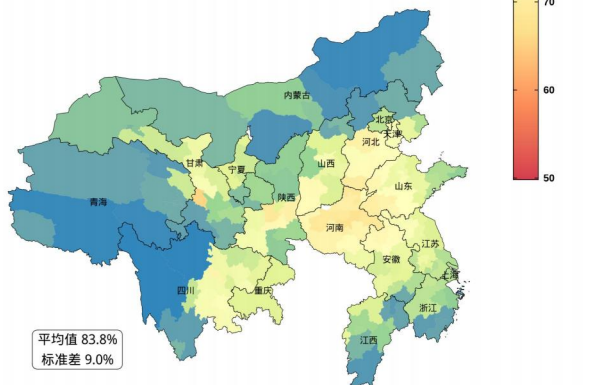 70
60
50
内蒙古
北京
天津
河北
甘肃
宁夏
山西
山东
青海
陕西
河南
江苏
安徽
上海
四川
重庆
浙江
江西
平均值 83.8%
标准差 9.0%